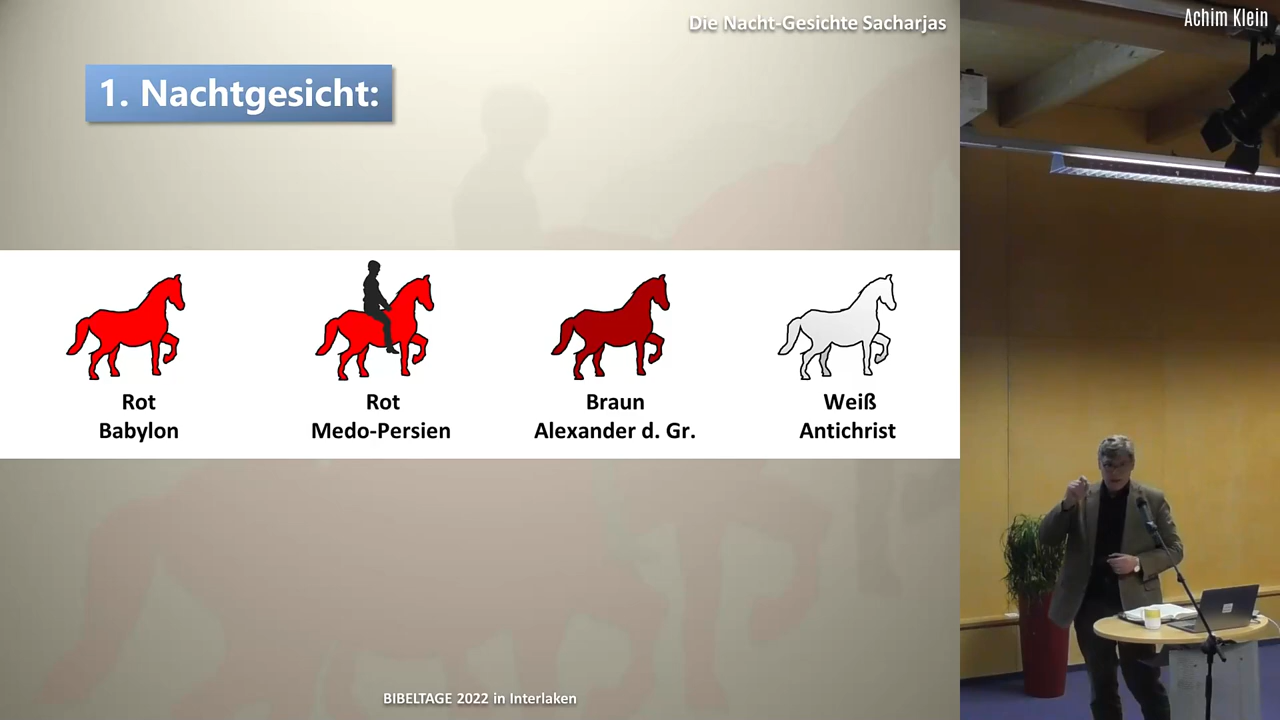 Die Nacht-Gesichte Sacharjas
Achim Klein
1. Nachtgesicht:
Rot
Babylon
Rot
Medo-Persien
Braun
Alexander d. Gr.
Weiß
Antichrist
BIBELTAGE 2022 in Interlaken